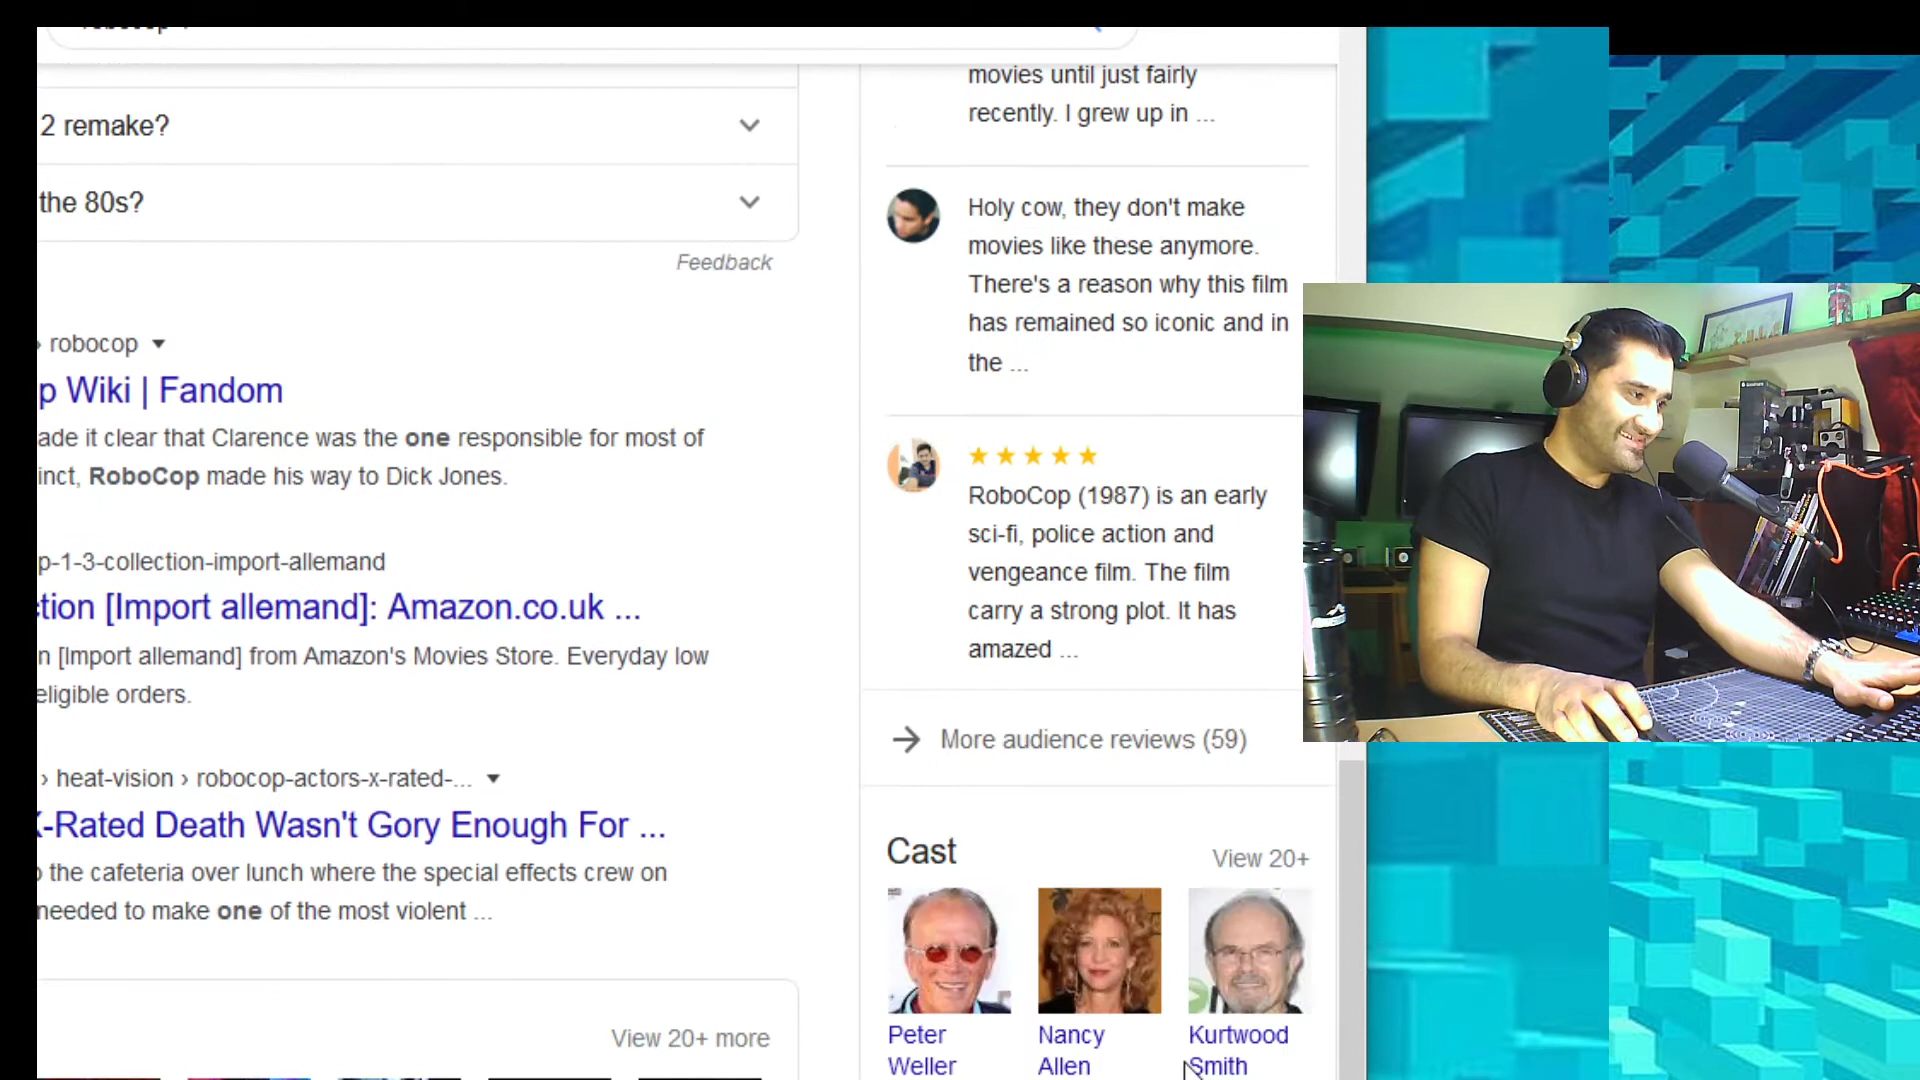 2 remake?
the 80s?
Feedback
› robocop
p Wiki | Fandom
ade it clear that Clarence was the one responsible for most of
inct, RoboCop made his way to Dick Jones.
p-1-3-collection-import-allemand
tion [Import allemand]: Amazon.co.uk ...
n [Import allemand] from Amazon's Movies Store. Everyday low
eligible orders.
› heat-vision › robocop-actors-x-rated-...
X-Rated Death Wasn't Gory Enough For ...
o the cafeteria over lunch where the special effects crew on
needed to make one of the most violent ...
View 20+ more
movies until just fairly
recently. I grew up in ...
Holy cow, they don't make
movies like these anymore.
There's a reason why this film
has remained so iconic and in
the ...
RoboCop (1987) is an early
sci-fi, police action and
vengeance film. The film
carry a strong plot. It has
amazed ...
More audience reviews (59)
Cast
View 20+
Peter
Weller
Nancy
Allen
Kurtwood
Smith